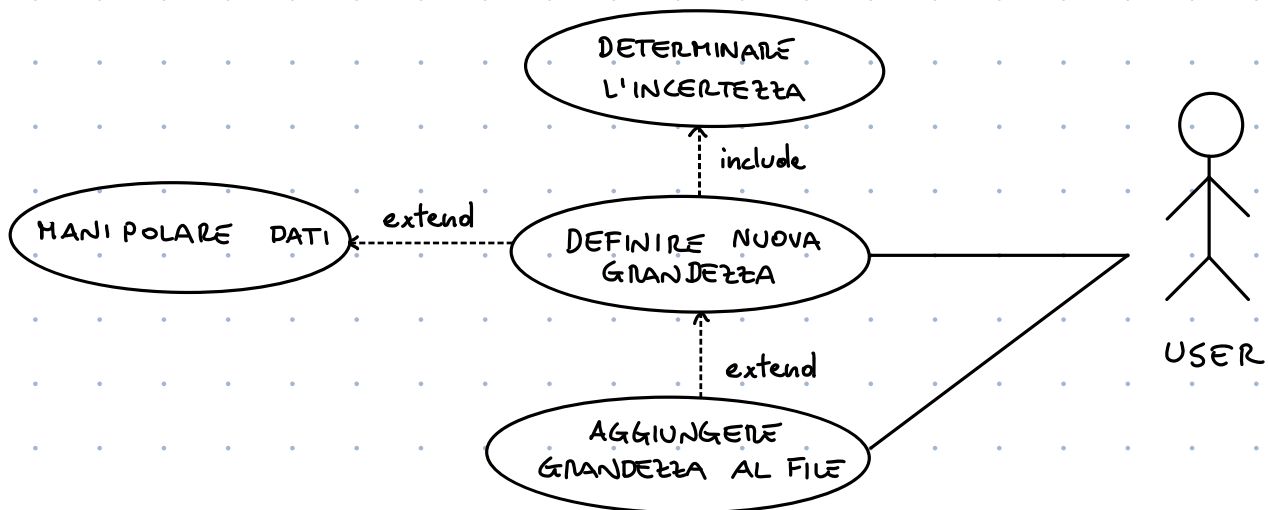 DETERMINARE
L'INCERTEZZA
include
MANIPOLARE DATI
extend
DEFINIRE NUOVA
GRANDEZZA
extend
USER
AGGIUNGERE
GRANDEZZA AL FILE